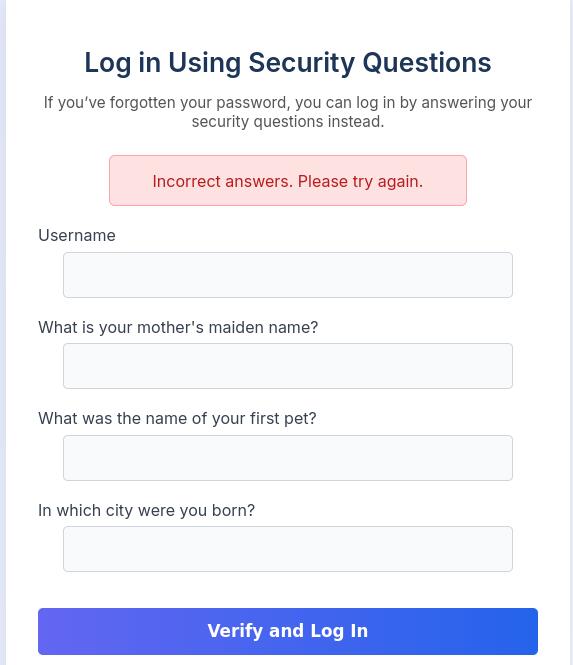 Log in Using Security Questions
If you’ve forgotten your password, you can log in by answering your
security questions instead.
Incorrect answers. Please try again.
Username
What is your mother's maiden name?
What was the name of your first pet?
In which city were you born?
Verify and Log In